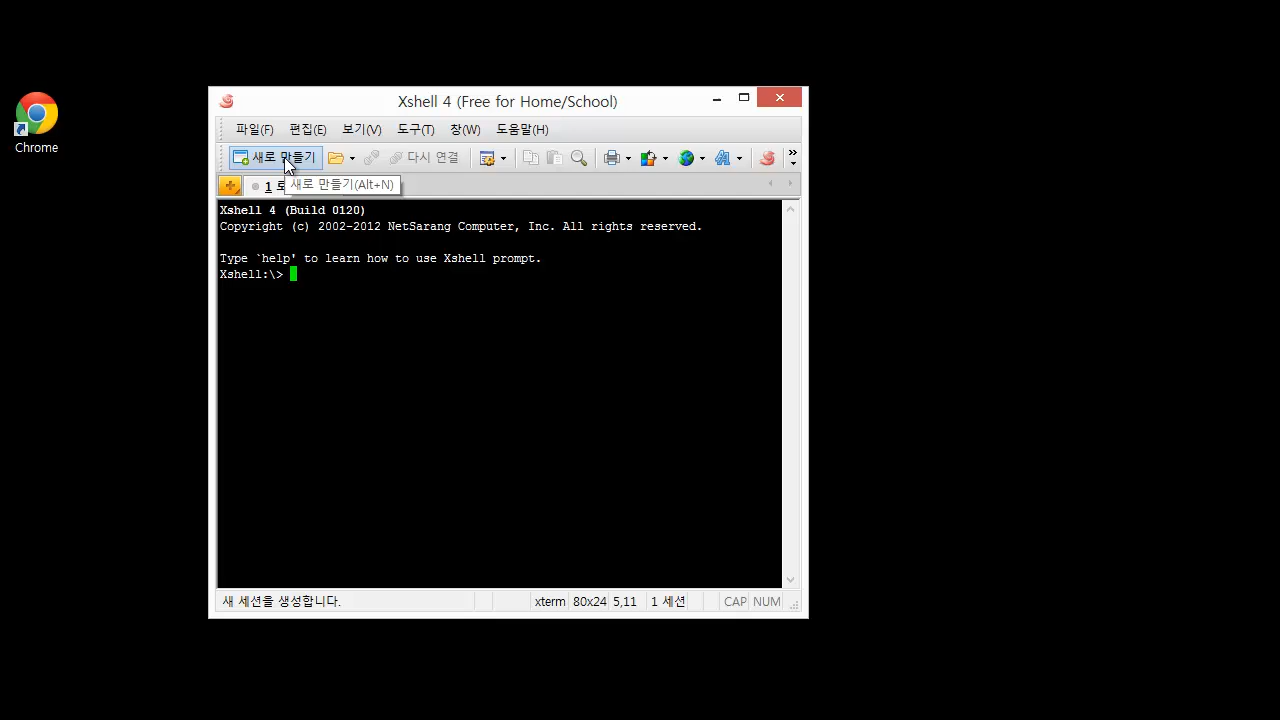 Chrome
Xshell 4 (Free for Home/School)
파일(F) 편집(E) 보기(V) 도구(T) 창(W) 도움말(H)
새로 만들기 다시 연결
새로 만들기(Alt+N)
1 로
Xshell 4 (Build 0120)
Copyright (c) 2002-2012 NetSarang Computer, Inc. All rights reserved.
Type `help' to learn how to use Xshell prompt.
Xshell:\>
새 세션을 생성합니다. xterm 80x24 5,11 1 세션 CAP NUM